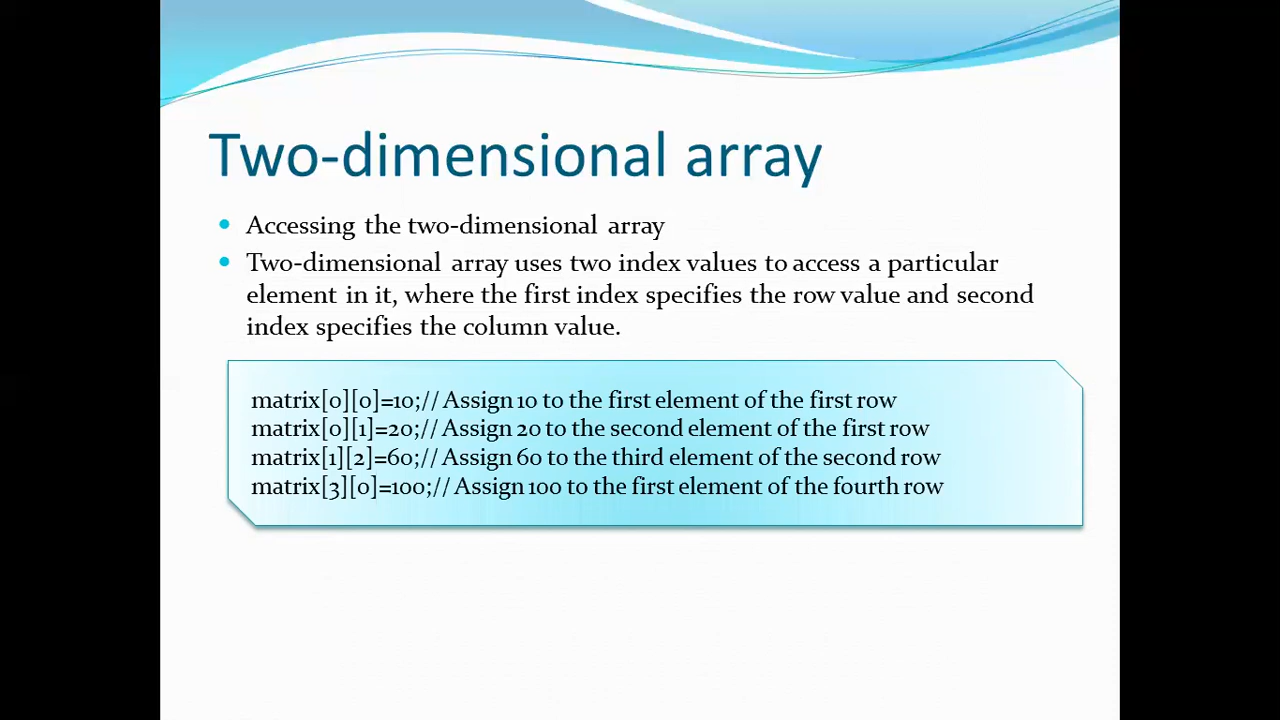 Two-dimensional array
Accessing the two-dimensional array
Two-dimensional array uses two index values to access a particular
element in it, where the first index specifies the row value and second
index specifies the column value.
matrix[0][0]=10;// Assign 10 to the first element of the first row
matrix[0][1]=20;// Assign 20 to the second element of the first row
matrix[1][2]=60;// Assign 60 to the third element of the second row
matrix[3][0]=100;// Assign 100 to the first element of the fourth row